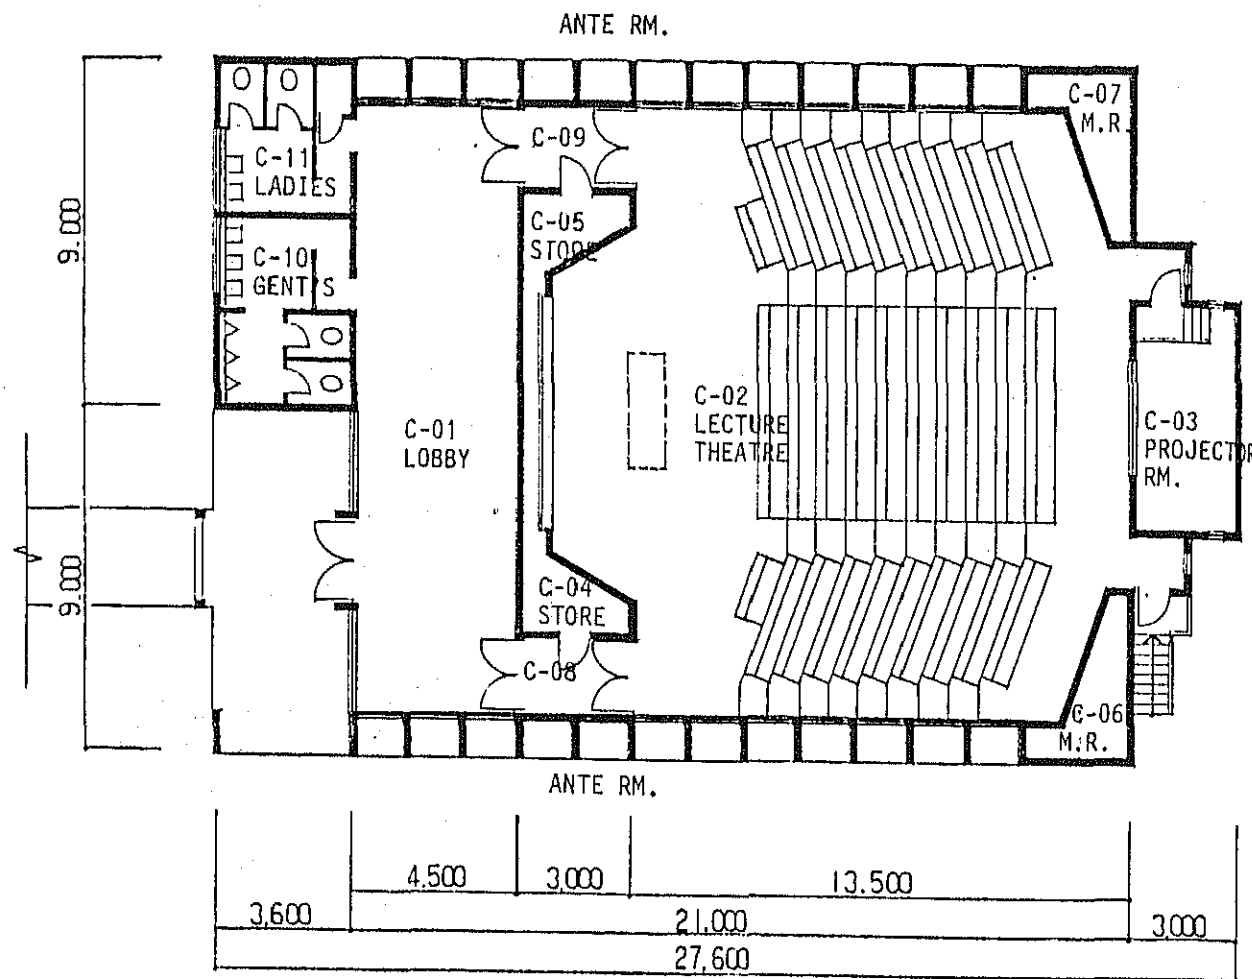 ANTE RM.
C-07
M.R.
C-09
C-11
LADIES
C-05
STORE
C-10
GENT'S
C-02
LECTURE
THEATRE
C-01
LOBBY
C-03
PROJECTOR
RM.
C-04
STORE
C-08
C-06
M.R.
ANTE RM.
9.000
9.000
4,500
3,000
13.500
3,600
21.000
3,000
27,600